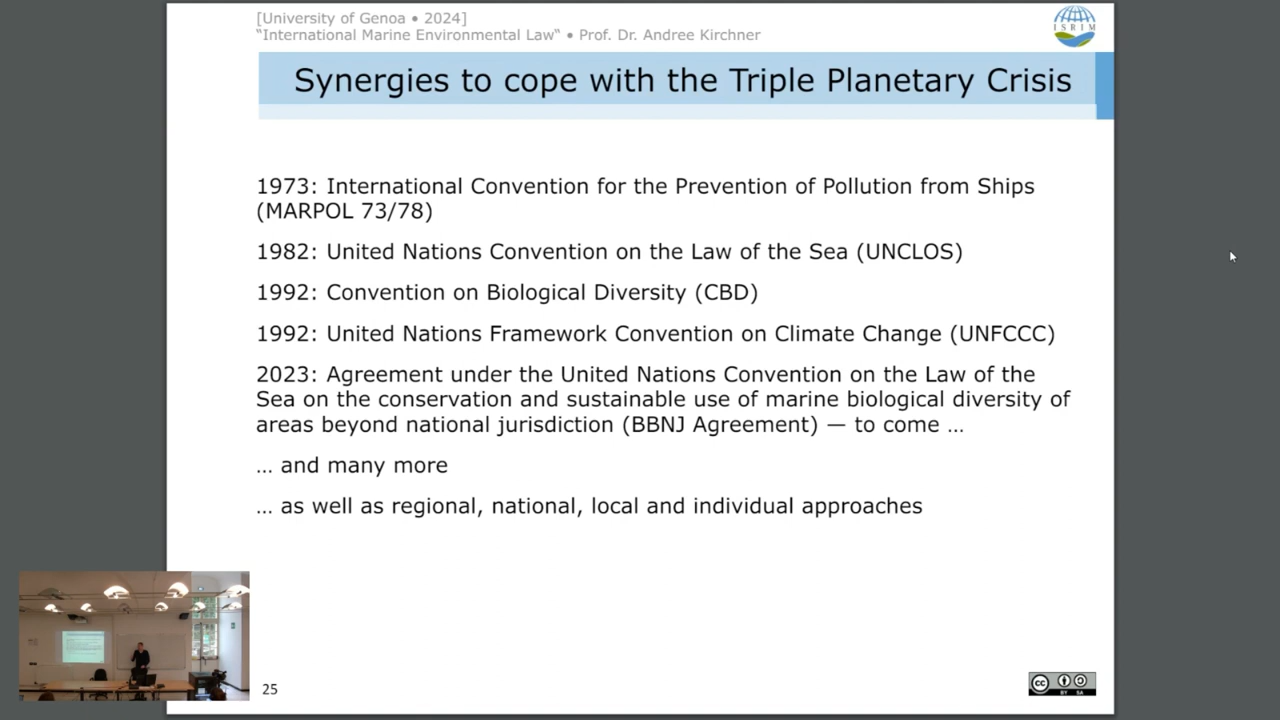 [University of Genoa • 2024]
“International Marine Environmental Law“ • Prof. Dr. Andree Kirchner
ISRIM
Synergies to cope with the Triple Planetary Crisis
1973: International Convention for the Prevention of Pollution from Ships
(MARPOL 73/78)
1982: United Nations Convention on the Law of the Sea (UNCLOS)
1992: Convention on Biological Diversity (CBD)
1992: United Nations Framework Convention on Climate Change (UNFCCC)
2023: Agreement under the United Nations Convention on the Law of the
Sea on the conservation and sustainable use of marine biological diversity of
areas beyond national jurisdiction (BBNJ Agreement) — to come …
… and many more
… as well as regional, national, local and individual approaches
25
cc BY SA